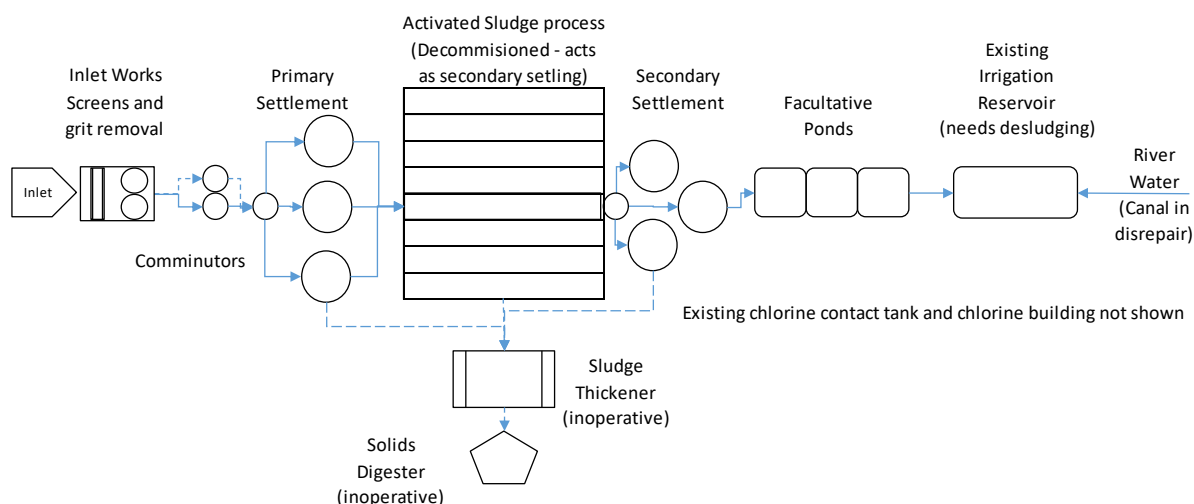 Activated Sludge process
(Decommisioned - acts
as secondary setling)
Inlet Works
Screens and
grit removal
Primary
Settlement
Secondary
Settlement
Facultative
Ponds
Existing
Irrigation
Reservoir
(needs desludging)
River
Water
(Canal in
disrepair)
Inlet
Comminutors
Existing chlorine contact tank and chlorine building not shown
Sludge
Thickener
(inoperative)
Solids
Digester
(inoperative)